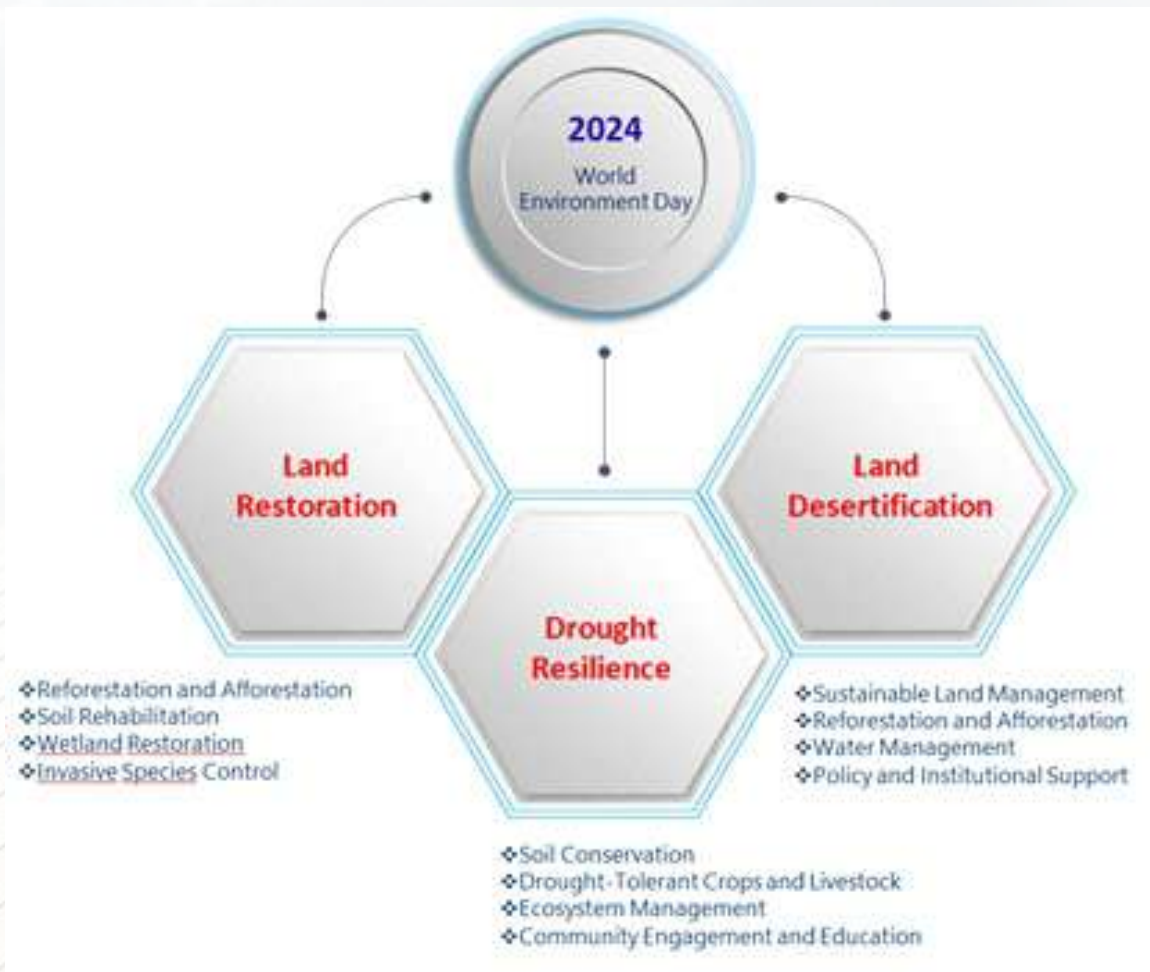 2024
World
Environment Day
Land
Restoration
❖Reforestation and Afforestation
❖Soil Rehabilitation
❖Wetland Restoration
❖Invasive Species Control
Drought
Resilience
❖Soil Conservation
❖Drought-Tolerant Crops and Livestock
❖Ecosystem Management
❖Community Engagement and Education
Land
Desertification
❖Sustainable Land Management
❖Reforestation and Afforestation
❖Water Management
❖Policy and Institutional Support